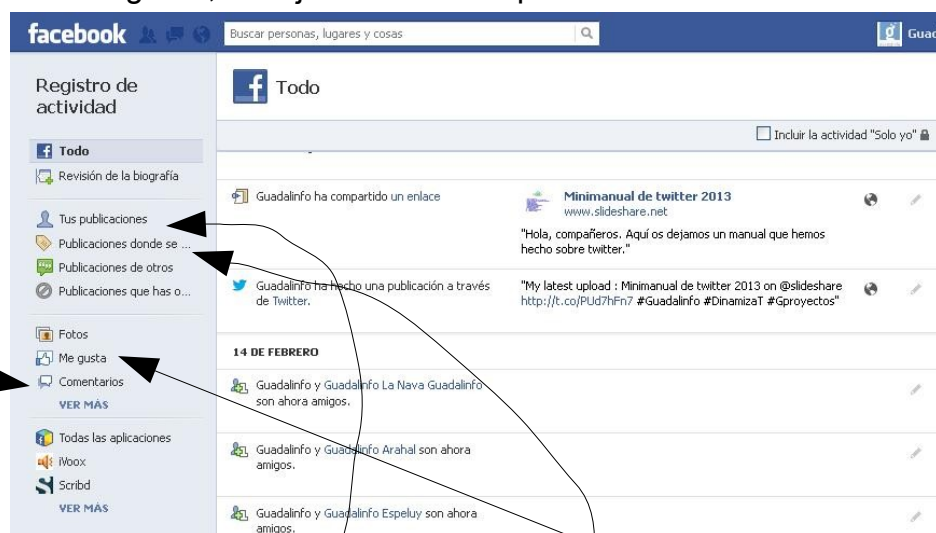 facebook
Buscar personas, lugares y cosas
Guad
Registro de
actividad
Todo
Revisión de la biografía
Tus publicaciones
Publicaciones donde se ...
Publicaciones de otros
Publicaciones que has o...
Fotos
Me gusta
Comentarios
VER MÁS
Todas las aplicaciones
iVoox
Scribd
VER MÁS
Todo
Incluir la actividad "Solo yo"
Guadalinfo ha compartido un enlace
Minimanual de twitter 2013
www.slideshare.net
"Hola, compañeros. Aquí os dejamos un manual que hemos
hecho sobre twitter."
Guadalinfo ha hecho una publicación a través
de Twitter.
"My latest upload : Minimanual de twitter 2013 on @slideshare
http://t.co/PUd7hFn7 #Guadalinfo #DinamizaT #Gproyectos"
14 DE FEBRERO
Guadalinfo y Guadalinfo La Nava Guadalinfo
son ahora amigos.
Guadalinfo y Guadalinfo Arahal son ahora
amigos.
Guadalinfo y Guadalinfo Espeluy son ahora
amigos.